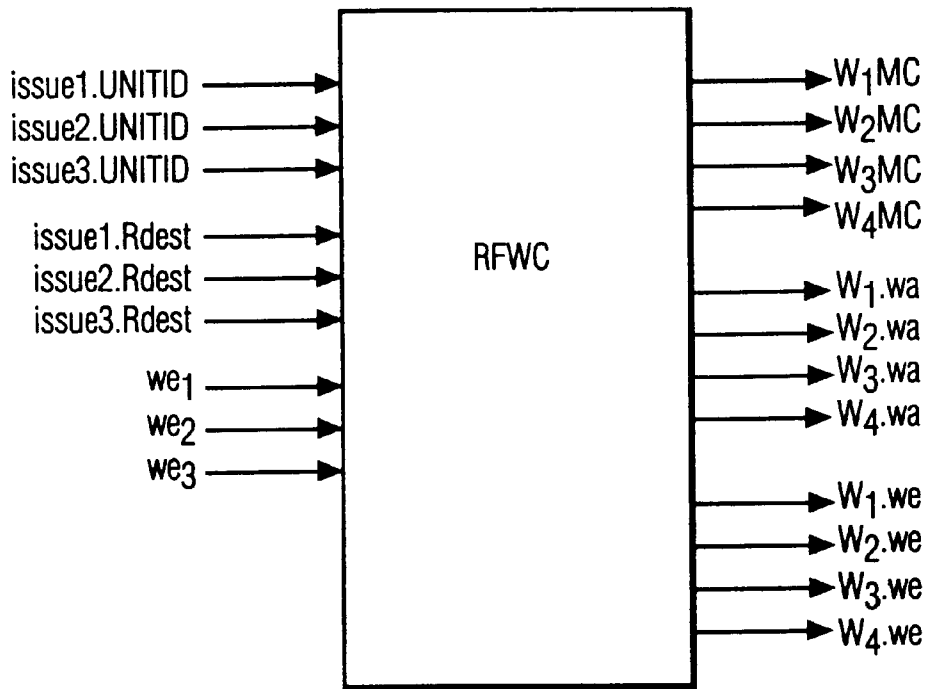 issue1.UNITID
issue2.UNITID
issue3.UNITID
issue1.Rdest
issue2.Rdest
issue3.Rdest
we1
we2
we3
RFWC
W1MC
W2MC
W3MC
W4MC
W1.wa
W2.wa
W3.wa
W4.wa
W1.we
W2.we
W3.we
W4.we